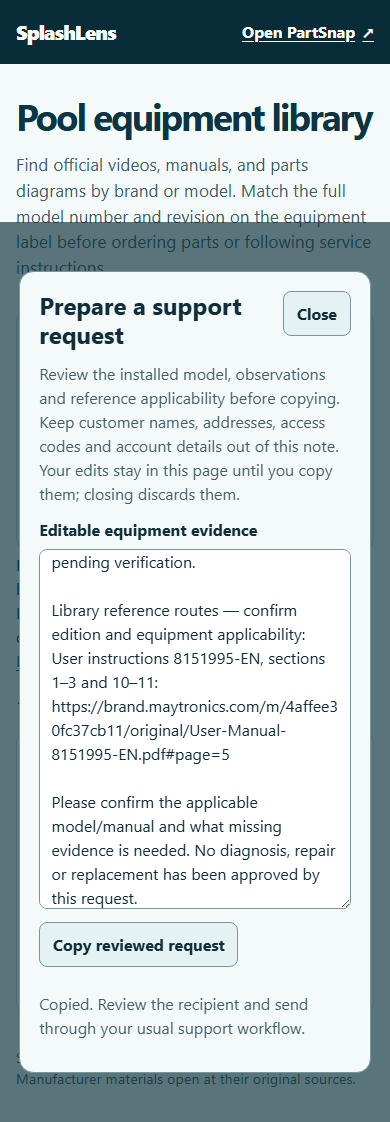 SplashLens
Open PartSnap ↗
Pool equipment library
Find official videos, manuals, and parts
diagrams by brand or model. Match the full
model number and revision on the equipment
label before ordering parts or following service
instructions.
Prepare a support
request
Close
Review the installed model, observations
and reference applicability before copying.
Keep customer names, addresses, access
codes and account details out of this note.
Your edits stay in this page until you copy
them; closing discards them.
Editable equipment evidence
pending verification.
Library reference routes — confirm
edition and equipment applicability:
User instructions 8151995-EN, sections
1–3 and 10–11:
https://brand.maytronics.com/m/4affee3
0fc37cb11/original/User-Manual-
8151995-EN.pdf#page=5
Please confirm the applicable
model/manual and what missing
evidence is needed. No diagnosis, repair
or replacement has been approved by
this request.
Copy reviewed request
Copied. Review the recipient and send
through your usual support workflow.
Manufacturer materials open at their original sources.